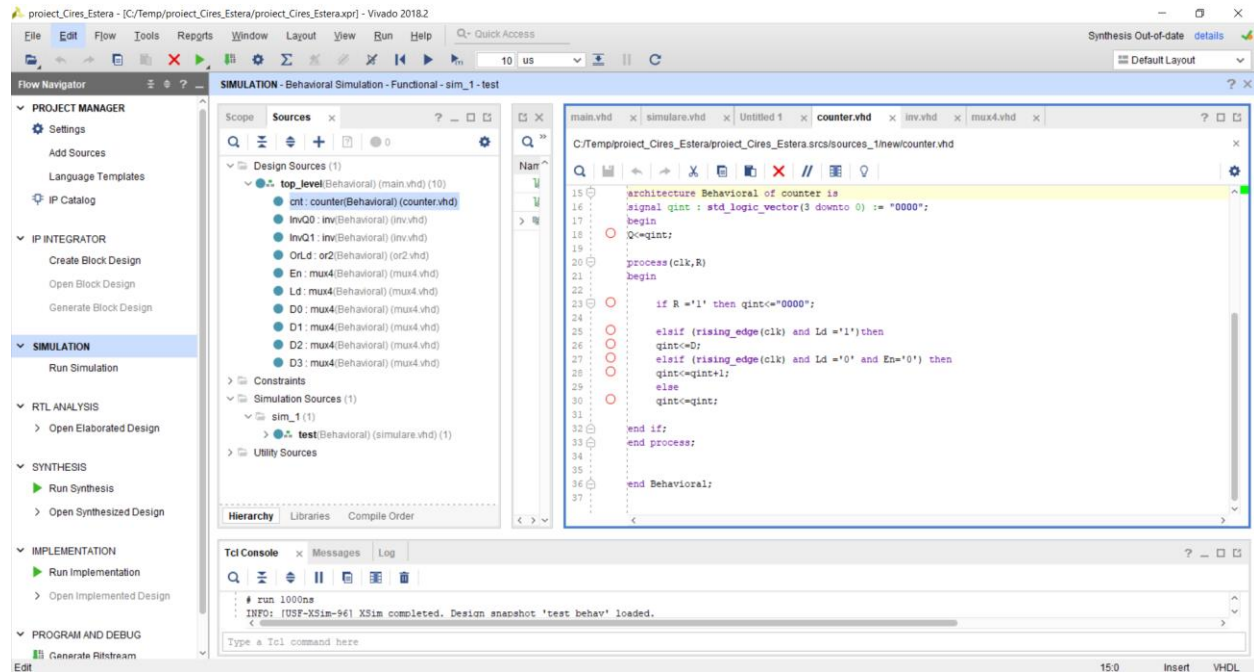 proiect_Cires_Estera - [C:/Temp/proiect_Cires_Estera/proiect_Cires_Estera.xpr] - Vivado 2018.2
File Edit Flow Tools Reports Window Layout View Run Help Q- Quick Access
Synthesis Out-of-date details
10 us
Default Layout
Flow Navigator
PROJECT MANAGER
Settings
Add Sources
Language Templates
IP Catalog
IP INTEGRATOR
Create Block Design
Open Block Design
Generate Block Design
SIMULATION
Run Simulation
RTL ANALYSIS
Open Elaborated Design
SYNTHESIS
Run Synthesis
Open Synthesized Design
IMPLEMENTATION
Run Implementation
Open Implemented Design
PROGRAM AND DEBUG
Generate Bitstream
SIMULATION - Behavioral Simulation - Functional - sim_1 - test
Scope Sources
0
Design Sources (1)
top_level(Behavioral) (main.vhd) (10)
cnt : counter(Behavioral) (counter.vhd)
InvQ0 : inv(Behavioral) (inv.vhd)
InvQ1 : inv(Behavioral) (inv.vhd)
OrLd : or2(Behavioral) (or2.vhd)
En : mux4(Behavioral) (mux4.vhd)
Ld : mux4(Behavioral) (mux4.vhd)
D0 : mux4(Behavioral) (mux4.vhd)
D1 : mux4(Behavioral) (mux4.vhd)
D2 : mux4(Behavioral) (mux4.vhd)
D3 : mux4(Behavioral) (mux4.vhd)
Constraints
Simulation Sources (1)
sim_1 (1)
test(Behavioral) (simulare.vhd) (1)
Utility Sources
Hierarchy Libraries Compile Order
Nam
main.vhd simulare.vhd Untitled 1 counter.vhd inv.vhd mux4.vhd
C:/Temp/proiect_Cires_Estera/proiect_Cires_Estera.srcs/sources_1/new/counter.vhd
15 architecture Behavioral of counter is
16 signal qint : std_logic_vector(3 downto 0) := "0000";
17 begin
18 Q<=qint;
19
20 process(clk,R)
21 begin
22
23 if R ='1' then qint<="0000";
24
25 elsif (rising_edge(clk) and Ld ='1')then
26 qint<=D;
27 elsif (rising_edge(clk) and Ld ='0' and En='0') then
28 qint<=qint+1;
29 else
30 qint<=qint;
31
32 end if;
33 end process;
34
35
36 end Behavioral;
37
Tcl Console Messages Log
# run 1000ns
INFO: [USF-XSim-96] XSim completed. Design snapshot 'test behav' loaded.
Type a Tcl command here
Edit
15:0 Insert VHDL